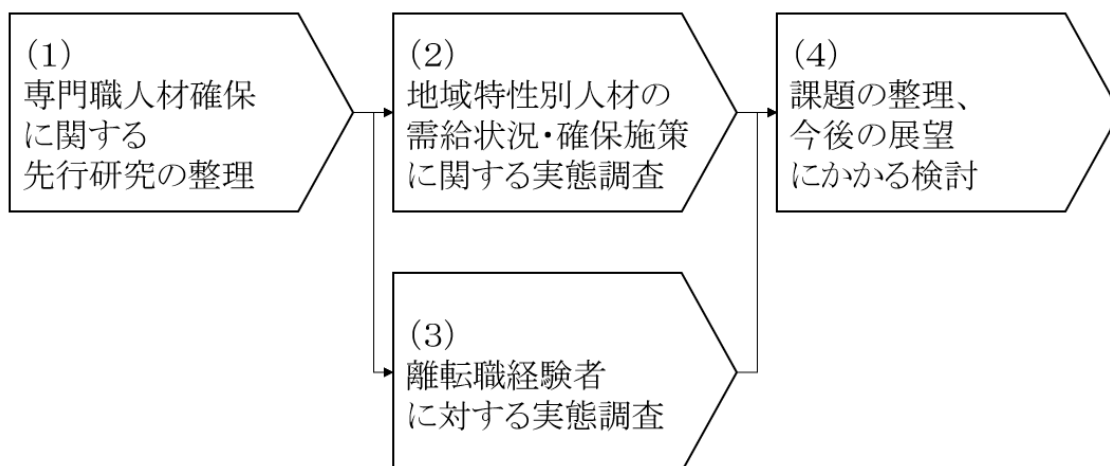 (1)
専門職人材確保
に関する
先行研究の整理
(2)
地域特性別人材の
需給状況・確保施策
に関する実態調査
(3)
離転職経験者
に対する実態調査
(4)
課題の整理、
今後の展望
にかかる検討